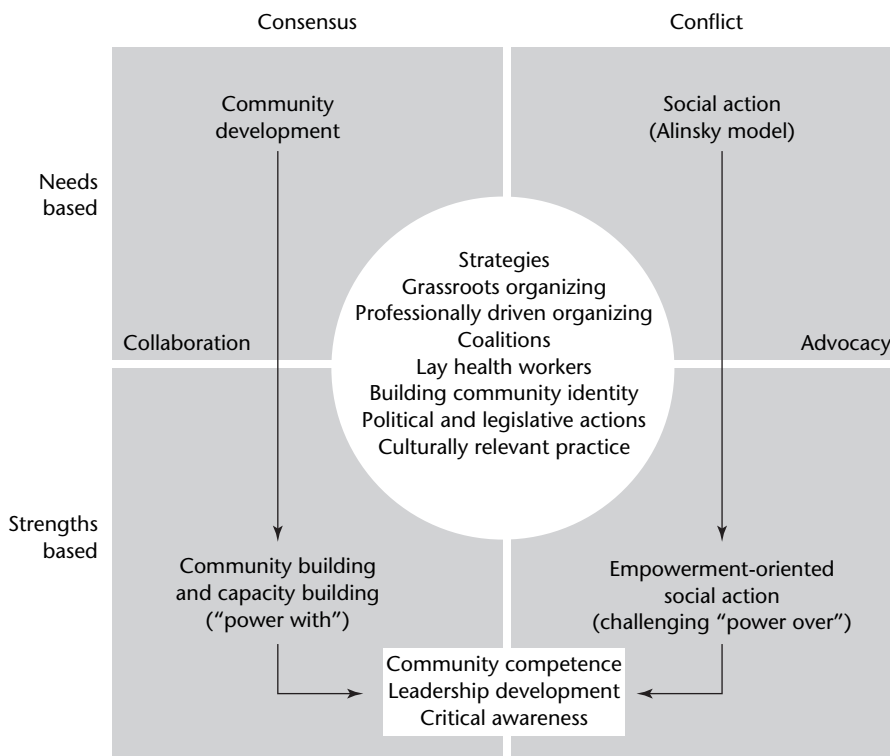 Consensus
Conflict
Community
development
Social action
(Alinsky model)
Needs
based
Strategies
Grassroots organizing
Professionally driven organizing
Coalitions
Lay health workers
Building community identity
Political and legislative actions
Culturally relevant practice
Collaboration
Advocacy
Strengths
based
Community building
and capacity building
(“power with”)
Empowerment-oriented
social action
(challenging “power over”)
Community competence
Leadership development
Critical awareness